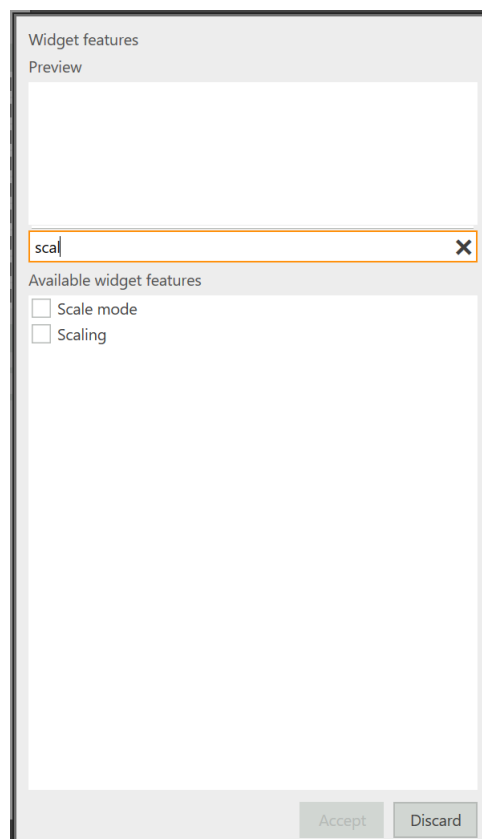 Widget features
Preview
scal
Available widget features
Scale mode
Scaling
Accept Discard